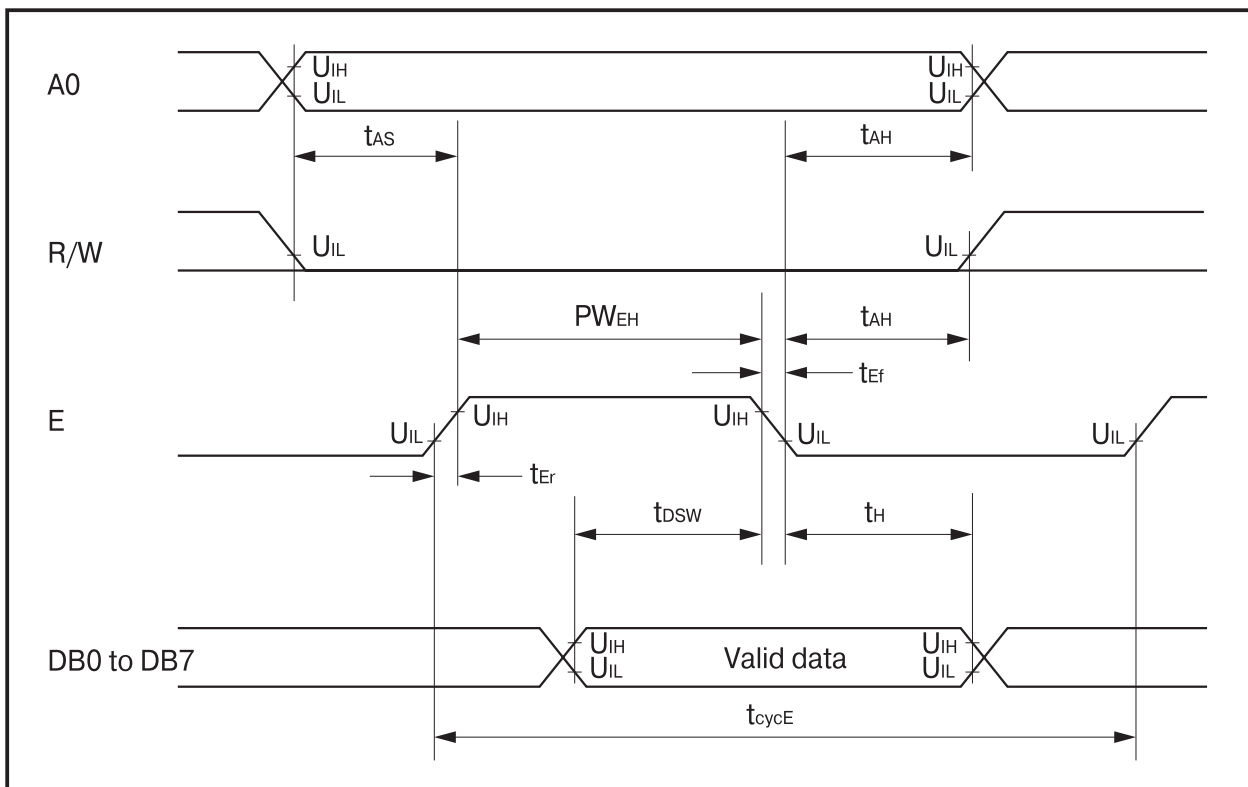 A0
UIH
UIL
UIH
UIL
tAS
tAH
R/W
UIL
UIL
PWEH
tAH
tEf
E
UIL
UIH
UIH
UIL
UIL
tEr
tDSW
tH
DB0 to DB7
UIH
UIL
Valid data
UIH
UIL
tcycE